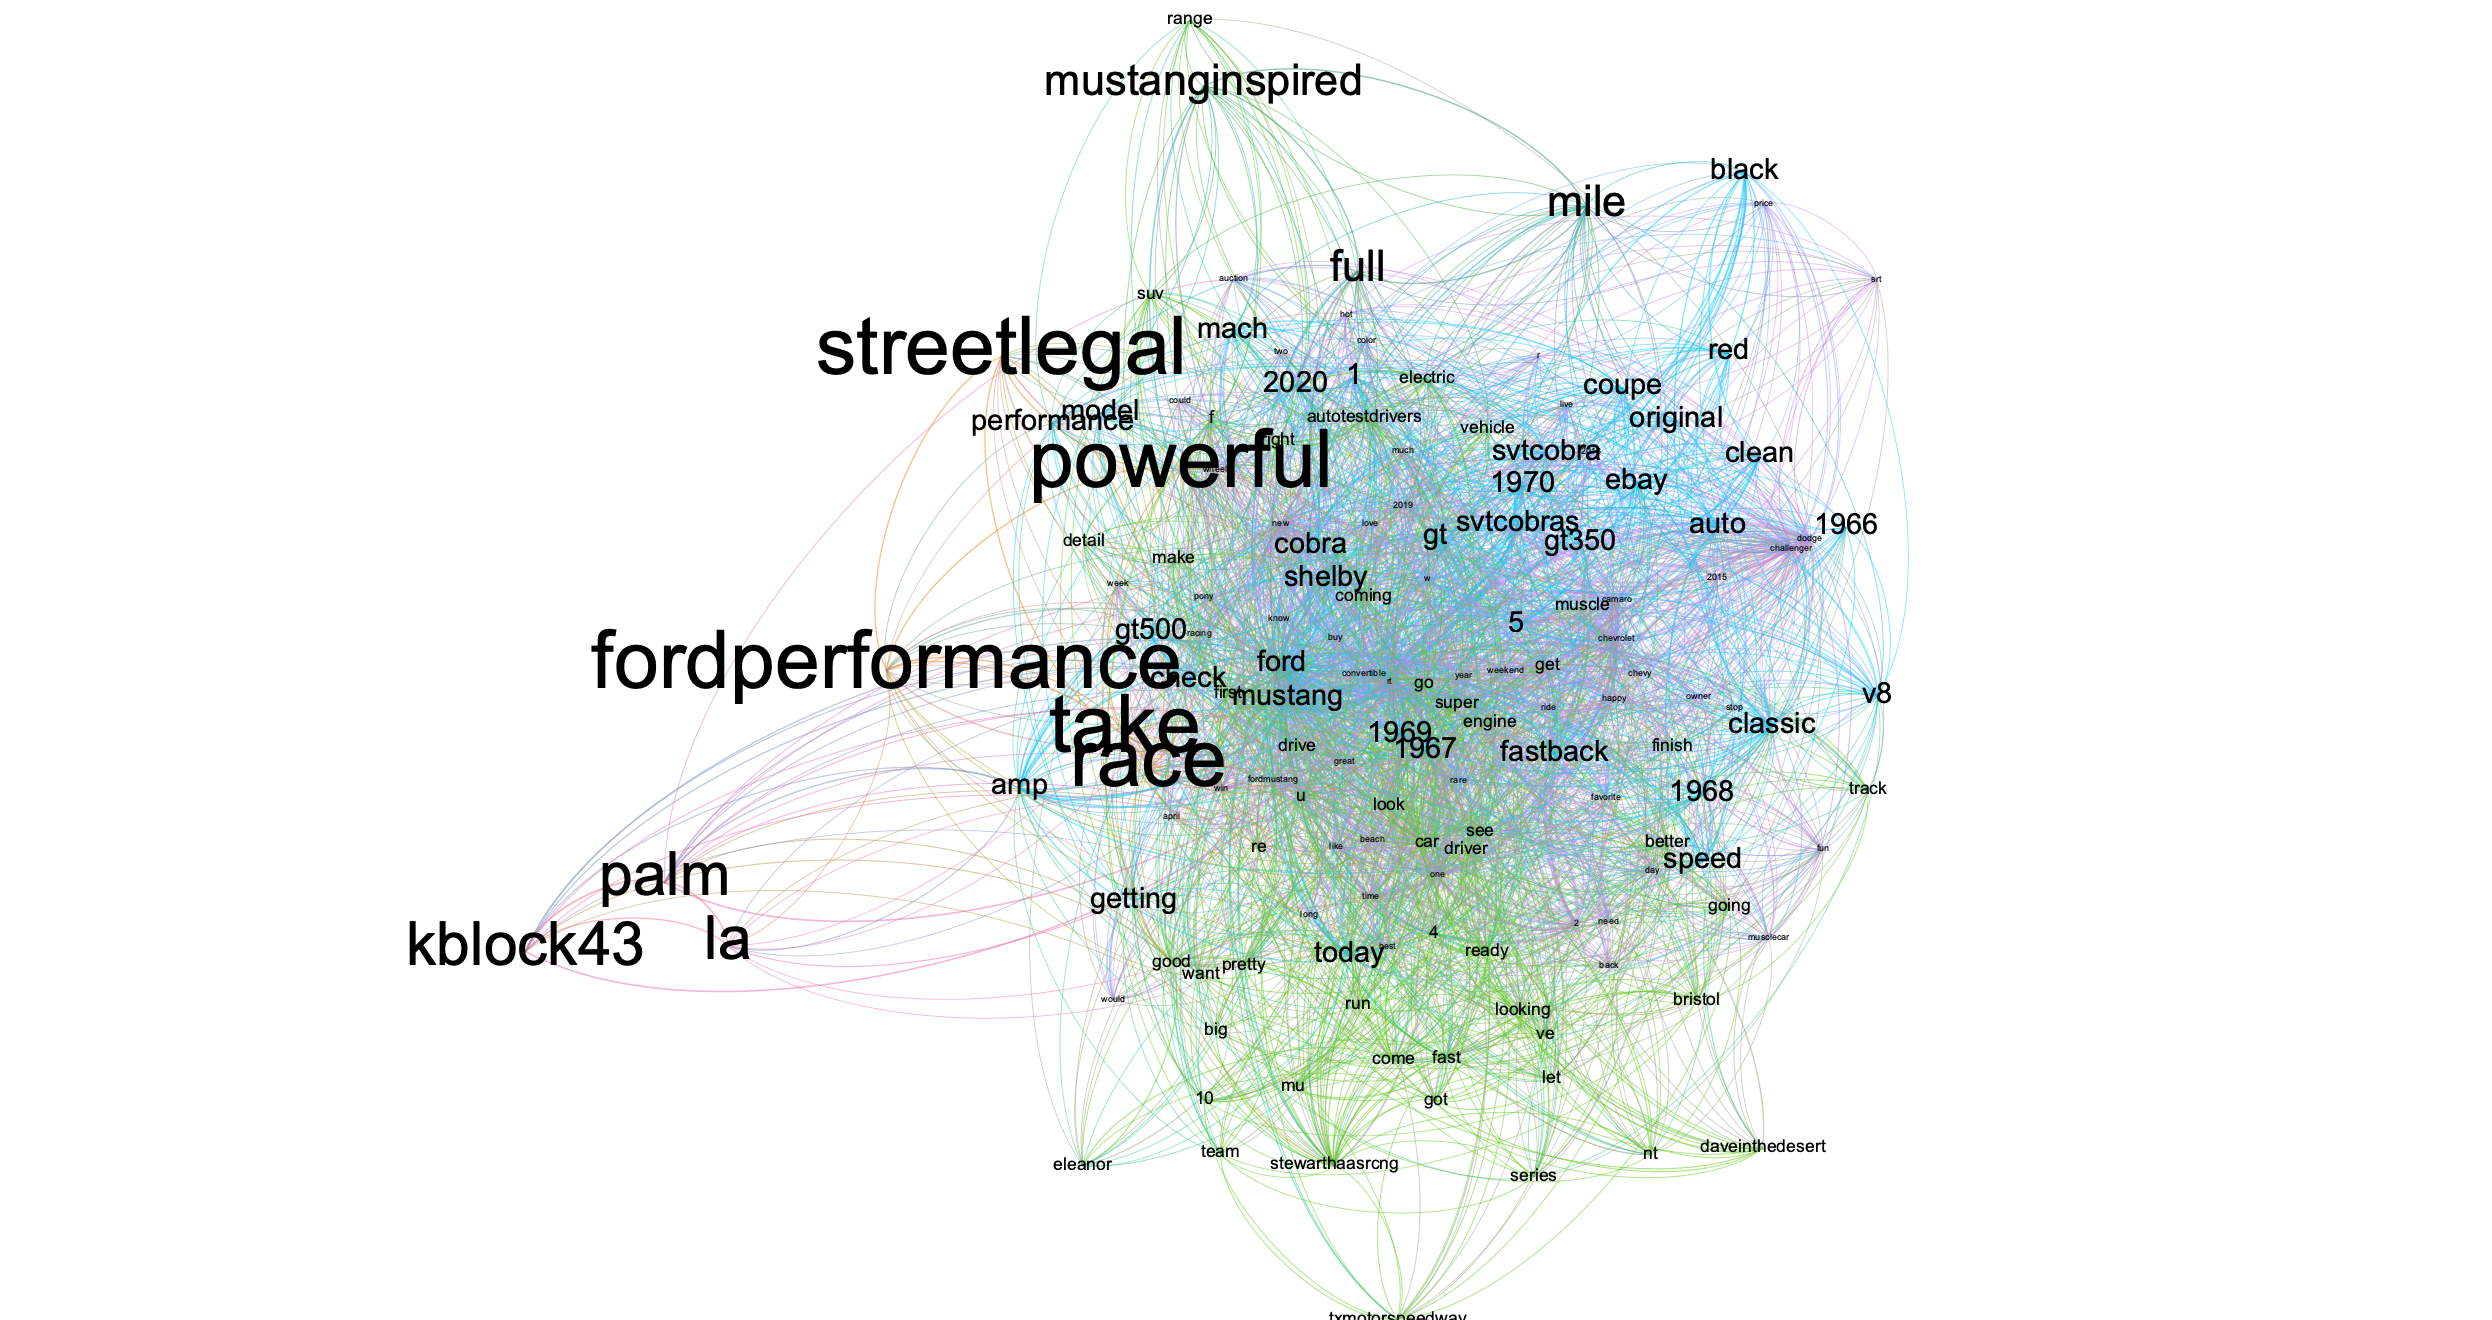 range
mustanginspired
black
mile
price
full
auction
srt
suv
hot
mach
color
red
two
1
electric
2020
coupe
streetlegal
could
live
r
model
f
autotestdrivers
original
performance
vehicle
right
much
svtcobra
clean
powerful
wheel
1970
ebay
2019
new
love
svtcobras
auto
1966
gt
detail
cobra
gt350
dodge
challenger
make
shelby
w
2015
week
pony
coming
camaro
muscle
know
5
gt500
racing
buy
chevrolet
fordperformance
ford
get
check
convertible
year
weekend
chevy
rt
go
first
mustang
happy
owner
v8
super
ride
stop
take
engine
classic
1969
race
drive
1967
fastback
finish
great
amp
fordmustang
rare
win
u
1968
track
look
favorite
april
see
car
beach
better
re
like
driver
fun
speed
palm
one
day
getting
time
going
long
need
2
kblock43
la
4
musclecar
today
best
ready
good
pretty
back
want
would
run
bristol
looking
big
ve
come
fast
mu
let
10
got
team
daveinthedesert
nt
eleanor
stewarthaasrcng
series
txmotorspeedway